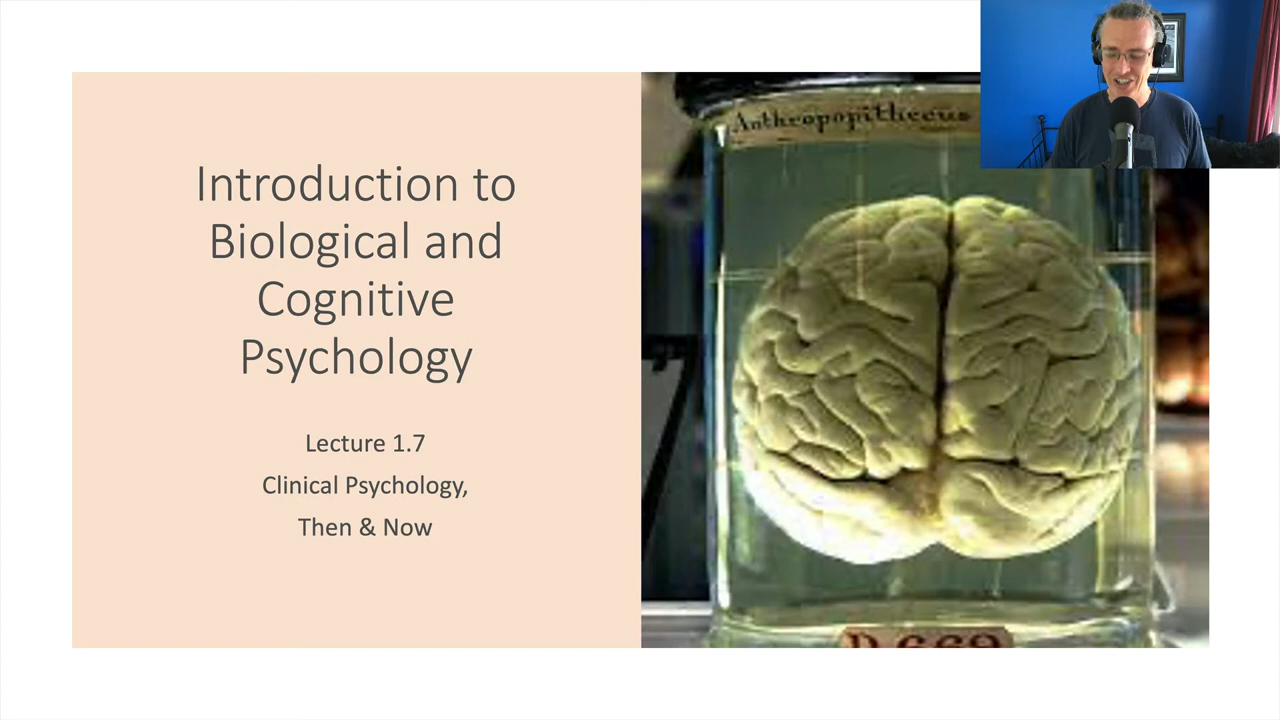 Introduction to
Biological and
Cognitive
Psychology
Lecture 1.7
Clinical Psychology,
Then & Now
Anthropopithecus